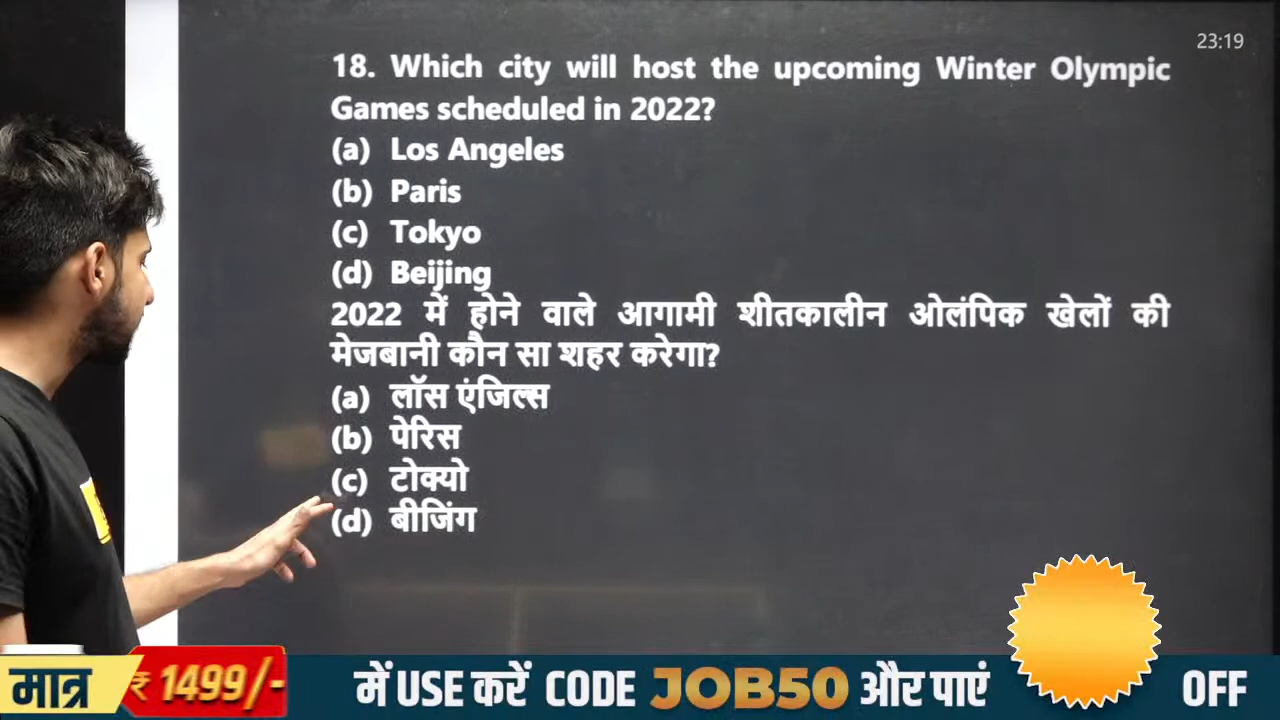 23:19
18. Which city will host the upcoming Winter Olympic
Games scheduled in 2022?
(a) Los Angeles
(b) Paris
(c) Tokyo
(d) Beijing
2022 में होने वाले आगामी शीतकालीन ओलंपिक खेलों की
मेजबानी कौन सा शहर करेगा?
(a) लॉस एंजिल्स
(b) पेरिस
(c) टोक्यो
(d) बीजिंग
मात्र ₹ 1499/- में USE करें CODE JOB50 और पाएं OFF